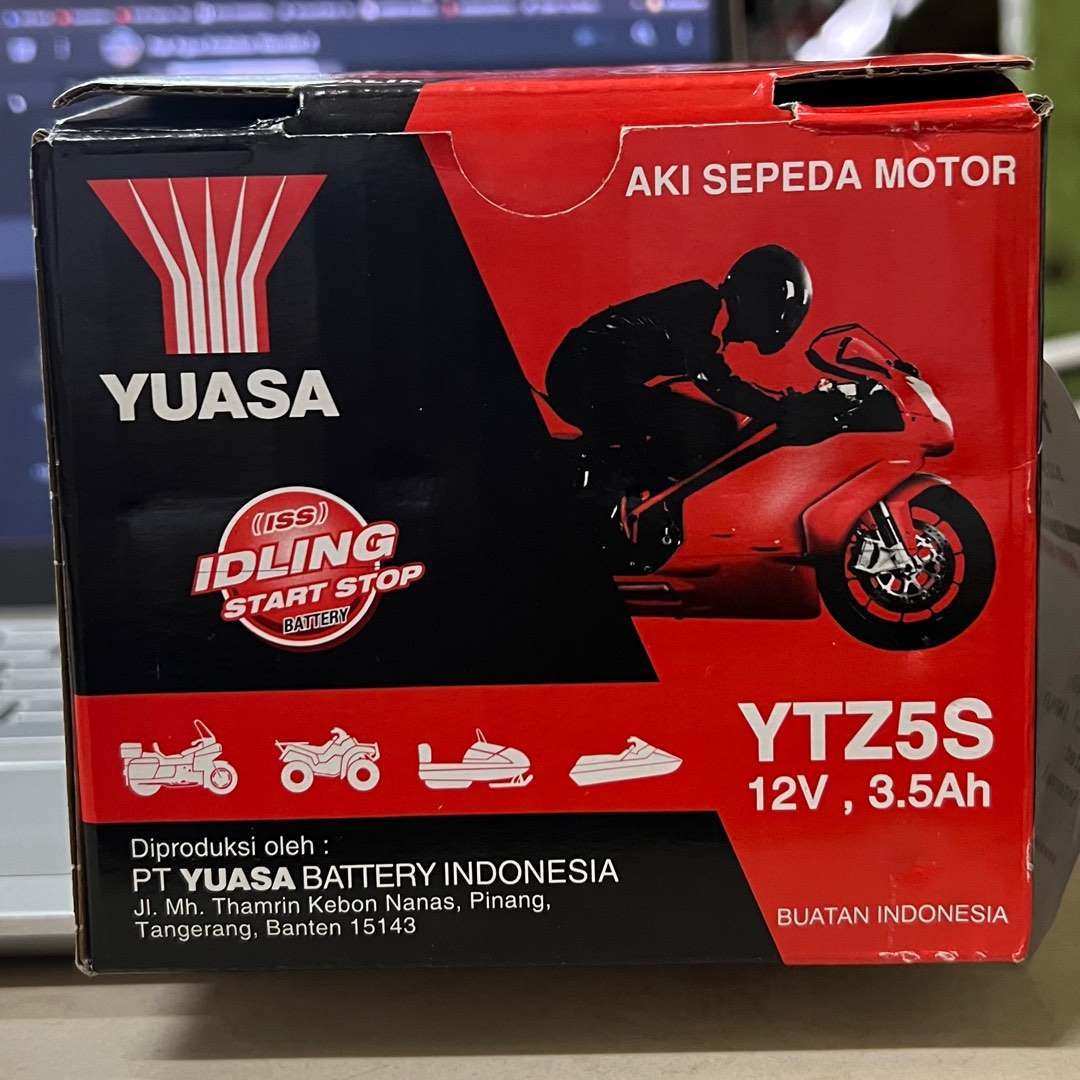 AKI SEPEDA MOTOR
YUASA
(ISS)
IDLING
START STOP
BATTERY
YTZ5S
12V , 3.5Ah
Diproduksi oleh :
PT YUASA BATTERY INDONESIA
Jl. Mh. Thamrin Kebon Nanas, Pinang,
Tangerang, Banten 15143
BUATAN INDONESIA